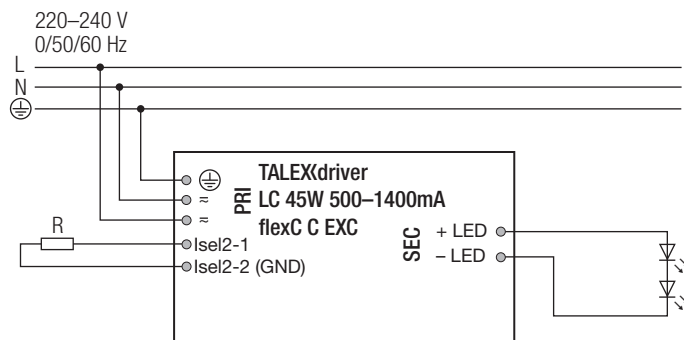 220–240 V
0/50/60 Hz
L
N
TALEXXdriver
LC 45W 500–1400mA
flexC C EXC
PRI
≂
≂
R
Isel2-1
Isel2-2 (GND)
SEC
+ LED
– LED